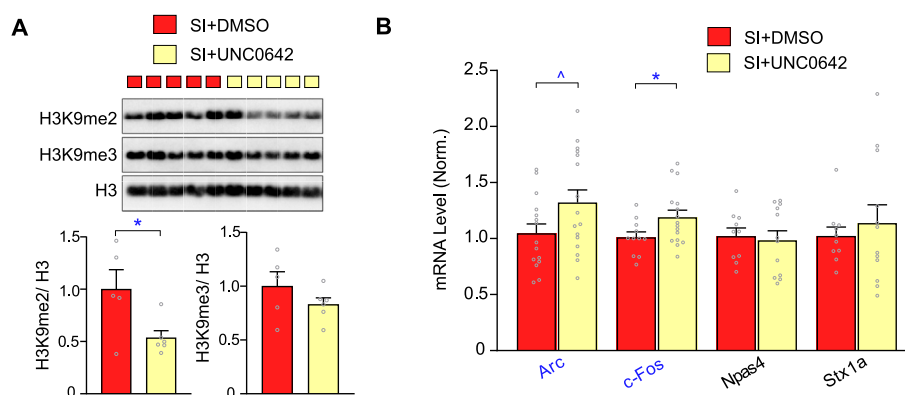 A
SI+DMSO
SI+UNC0642
H3K9me2
H3K9me3
H3
*
1.5
1.0
0.5
0
H3K9me2/ H3
1.5
1.0
0.5
0
H3K9me3/ H3
B
SI+DMSO
SI+UNC0642
2.5
2.0
1.5
1.0
0.5
0
mRNA Level (Norm.)
^
*
Arc
c-Fos
Npas4
Stx1a